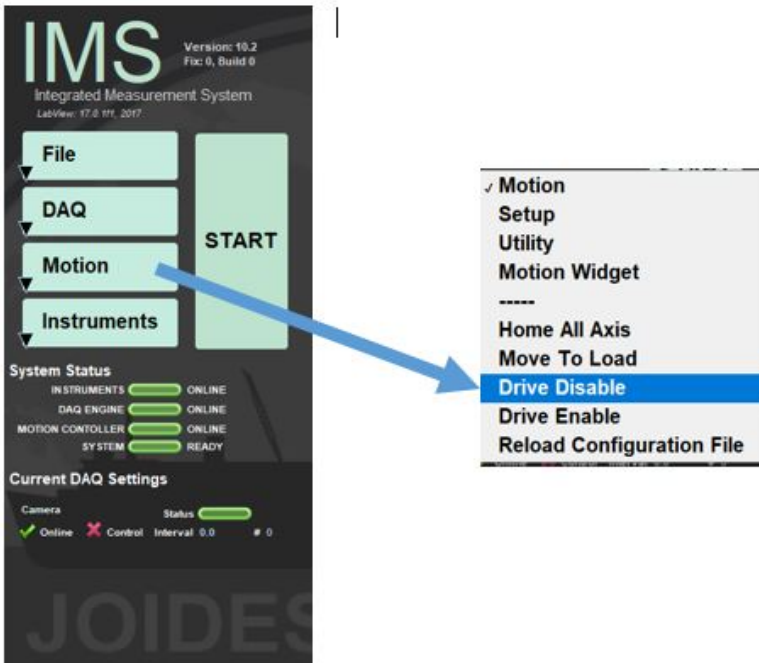 IMS
Version: 10.2
Fix: 0, Build 0
Integrated Measurement System
LabView: 17.0.1f1, 2017
File
DAQ
Motion
Instruments
START
System Status
INSTRUMENTS ONLINE
DAQ ENGINE ONLINE
MOTION CONTOLLER ONLINE
SYSTEM READY
Current DAQ Settings
Camera Status
Online Control Interval 0.0 # 0
JOIDES
✓ Motion
Setup
Utility
Motion Widget
-----
Home All Axis
Move To Load
Drive Disable
Drive Enable
Reload Configuration File